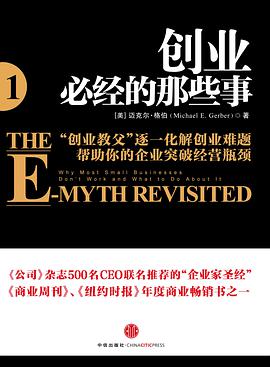 创业
1
必经的那些事
[美] 迈克尔·格伯(Michael E. Gerber) ◎ 著
THE
“创业教父”逐一化解创业难题
帮助你的企业突破经营瓶颈
Why Most Small Businesses
Don't Work and What to Do About It
E-MYTH REVISITED
《公司》杂志500名CEO联名推荐的“企业家圣经”
《商业周刊》、《纽约时报》年度商业畅销书之一
中信出版社·CHINACITICPRESS